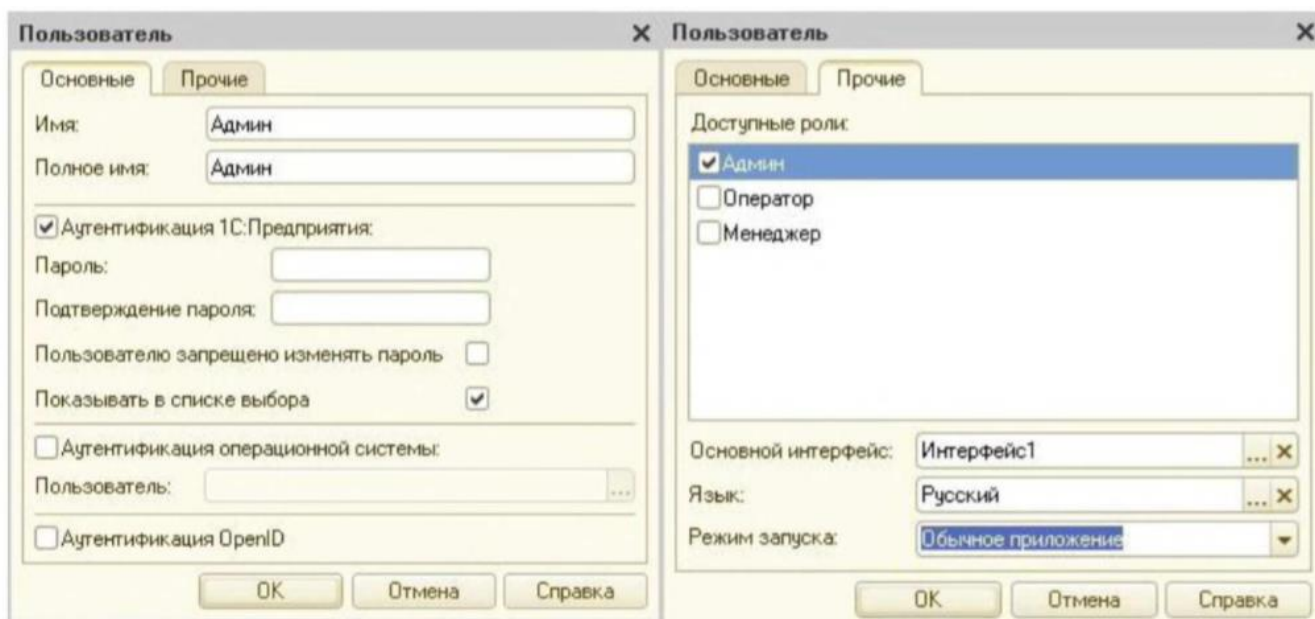 Пользователь
Основные Прочие
Имя: Админ
Полное имя: Админ
Аутентификация 1С:Предприятия:
Пароль:
Подтверждение пароля:
Пользователю запрещено изменять пароль
Показывать в списке выбора
Аутентификация операционной системы:
Пользователь: ...
Аутентификация OpenID
OK Отмена Справка
Пользователь
Основные Прочие
Доступные роли:
Админ
Оператор
Менеджер
Основной интерфейс: Интерфейс1 ...
Язык: Русский ...
Режим запуска: Обычное приложение
OK Отмена Справка